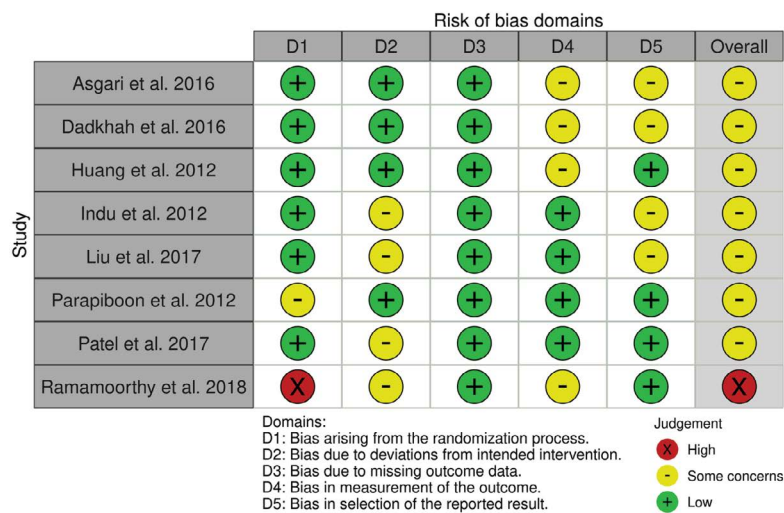 Risk of bias domains
D1 D2 D3 D4 D5 Overall
Study
Asgari et al. 2016 + + + - - -
Dadkhah et al. 2016 + + + - - -
Huang et al. 2012 + + + - + -
Indu et al. 2012 + - + + - -
Liu et al. 2017 + - + + - -
Parapiboon et al. 2012 - + + + + -
Patel et al. 2017 + - + + + -
Ramamoorthy et al. 2018 X - + - + X
Domains:
D1: Bias arising from the randomization process.
D2: Bias due to deviations from intended intervention.
D3: Bias due to missing outcome data.
D4: Bias in measurement of the outcome.
D5: Bias in selection of the reported result.
Judgement
X High
- Some concerns
+ Low